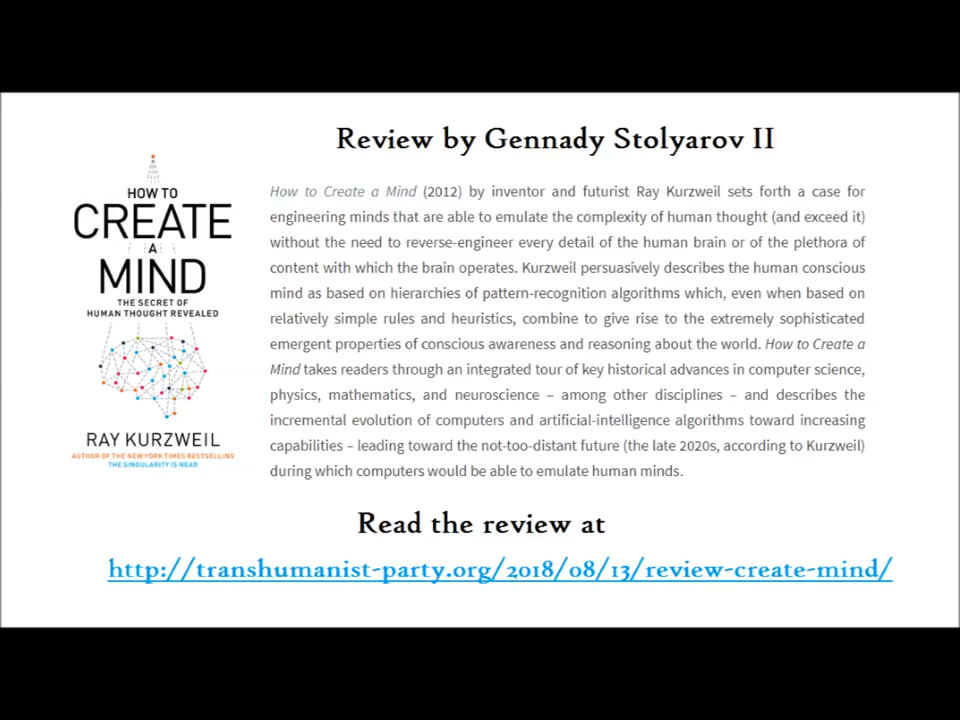 Review by Gennady Stolyarov II
HOW TO
CREATE
A
MIND
THE SECRET OF
HUMAN THOUGHT REVEALED
RAY KURZWEIL
AUTHOR OF THE NEW YORK TIMES BESTSELLING
THE SINGULARITY IS NEAR
How to Create a Mind (2012) by inventor and futurist Ray Kurzweil sets forth a case for
engineering minds that are able to emulate the complexity of human thought (and exceed it)
without the need to reverse-engineer every detail of the human brain or of the plethora of
content with which the brain operates. Kurzweil persuasively describes the human conscious
mind as based on hierarchies of pattern-recognition algorithms which, even when based on
relatively simple rules and heuristics, combine to give rise to the extremely sophisticated
emergent properties of conscious awareness and reasoning about the world. How to Create a
Mind takes readers through an integrated tour of key historical advances in computer science,
physics, mathematics, and neuroscience – among other disciplines – and describes the
incremental evolution of computers and artificial-intelligence algorithms toward increasing
capabilities – leading toward the not-too-distant future (the late 2020s, according to Kurzweil)
during which computers would be able to emulate human minds.
Read the review at
http://transhumanist-party.org/2018/08/13/review-create-mind/